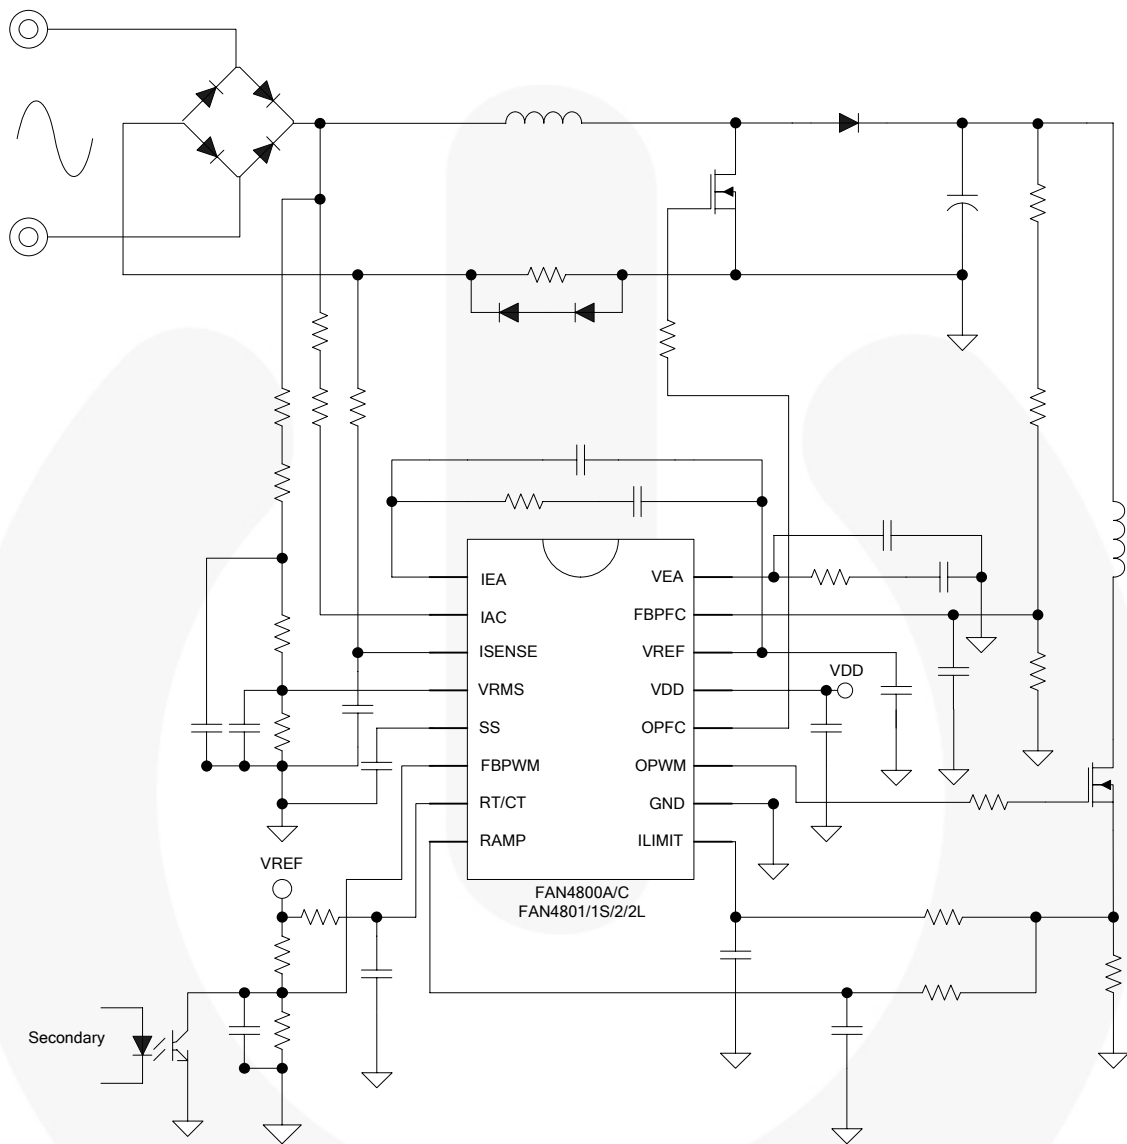 IEA
VEA
IAC
FBPFC
ISENSE
VREF
VRMS
VDD
VDD
SS
OPFC
FBPWM
OPWM
RT/CT
GND
RAMP
ILIMIT
VREF
FAN4800A/C
FAN4801/1S/2/2L
Secondary